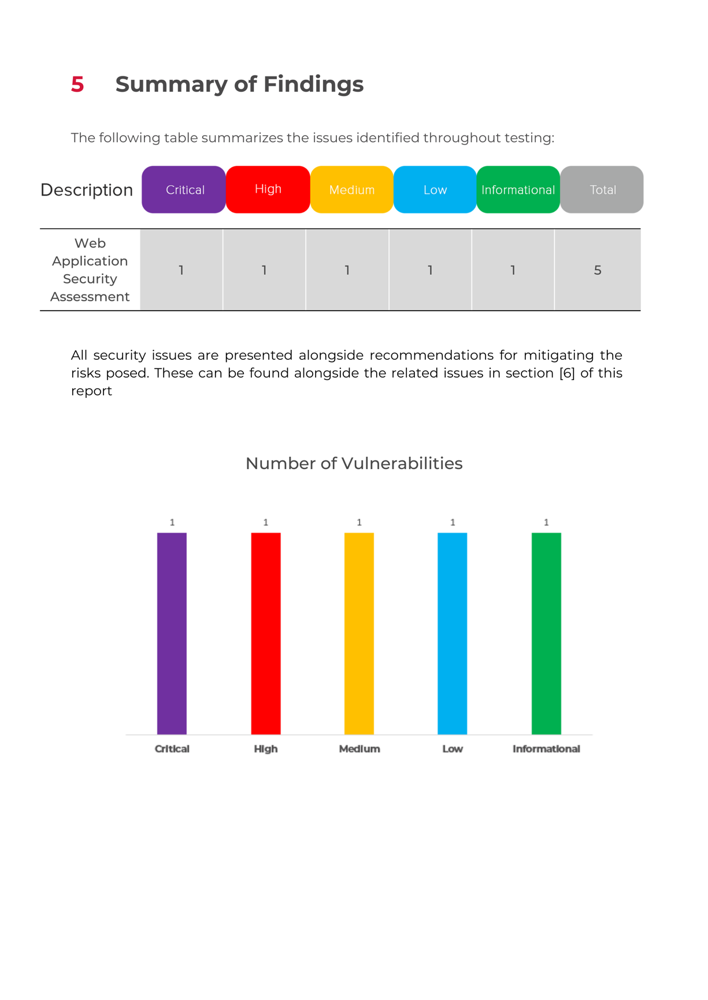 5 Summary of Findings
The following table summarizes the issues identified throughout testing:
Description Critical High Medium Low Informational Total
Web
Application
Security
Assessment
1 1 1 1 1 5
All security issues are presented alongside recommendations for mitigating the
risks posed. These can be found alongside the related issues in section [6] of this
report
Number of Vulnerabilities
1 1 1 1 1
Critical High Medium Low Informational